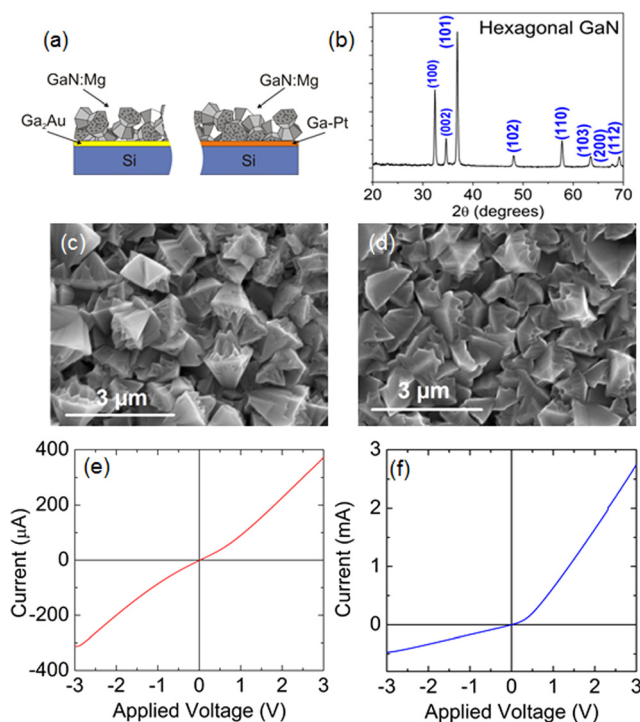 (a)
GaN:Mg
GaN:Mg
Ga₂Au
Ga-Pt
Si
Si
(b)
Hexagonal GaN
(100)
(002)
(101)
(102)
(110)
(103)
(200)
(112)
20 30 40 50 60 70
2θ (degrees)
(c)
3 µm
(d)
3 µm
(e)
400
200
0
-200
-400
Current (µA)
-3 -2 -1 0 1 2 3
Applied Voltage (V)
(f)
3
2
1
0
Current (mA)
-3 -2 -1 0 1 2 3
Applied Voltage (V)